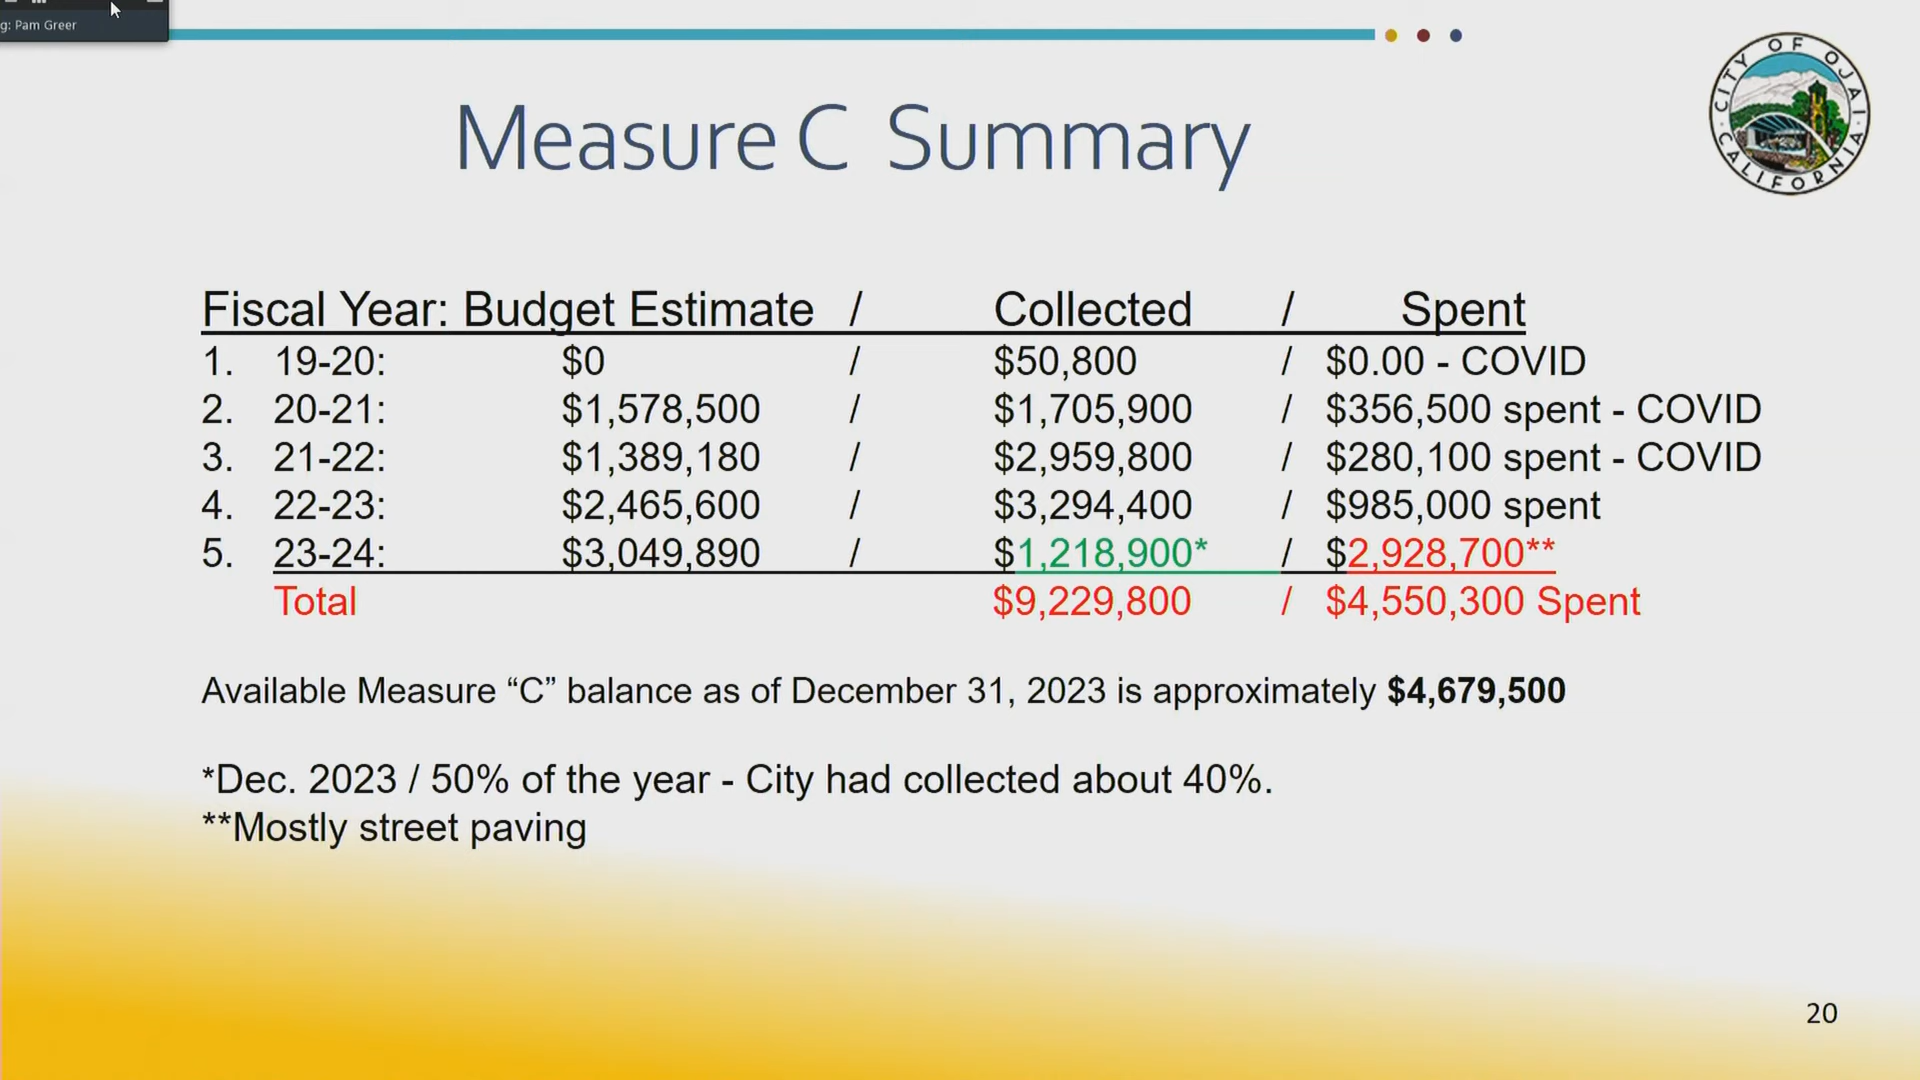 g: Pam Greer
CITY OF OJAI
CALIFORNIA
Measure C Summary
Fiscal Year: Budget Estimate / Collected / Spent
1. 19-20: $0 / $50,800 / $0.00 - COVID
2. 20-21: $1,578,500 / $1,705,900 / $356,500 spent - COVID
3. 21-22: $1,389,180 / $2,959,800 / $280,100 spent - COVID
4. 22-23: $2,465,600 / $3,294,400 / $985,000 spent
5. 23-24: $3,049,890 / $1,218,900* / $2,928,700**
Total $9,229,800 / $4,550,300 Spent
Available Measure “C” balance as of December 31, 2023 is approximately $4,679,500
*Dec. 2023 / 50% of the year - City had collected about 40%.
**Mostly street paving
20